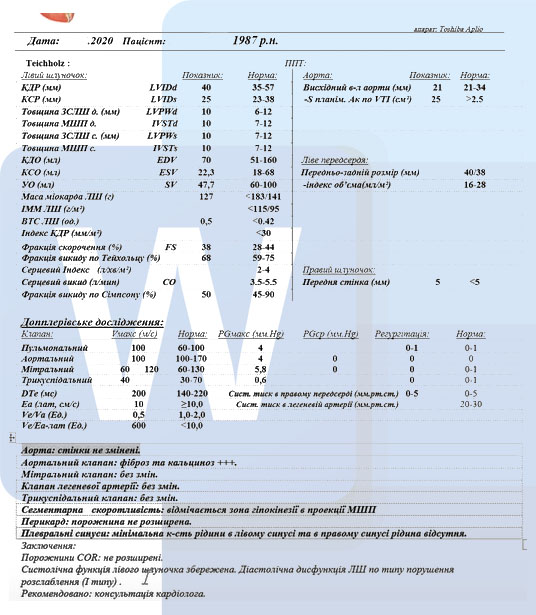 апарат: Toshiba Aplio
Дата: .2020 Пацієнт: 1987 р.н.
Teichholz : ПІП:
Лівий шлуночок: Показник: Норма: Аорта: Показник: Норма:
КДР (мм) LVIDd 40 35-57 Висхідний в-л аорти (мм) 21 21-34
КСР (мм) LVIDs 25 23-38 -S планім. Ак по VTI (см²) 25 ≥2.5
Товщина ЗСЛШ д. (мм) LVPWd 10 6-12
Товщина МШП д. IVSTd 10 7-12
Товщина ЗСЛШ с. (мм) LVPWs 10 7-12
Товщина МШП с. IVSTs 10 7-12
КДО (мл) EDV 70 51-160 Ліве передсердя:
КСО (мл) ESV 22,3 18-68 Передньо-задній розмір (мм) 40/38
УО (мл) SV 47,7 60-100 -індекс об'єма(мл/м²) 16-28
Маса міокарда ЛШ (г) 127 <183/141
ІММ ЛШ (г/м²) <115/95
ВТС ЛШ (од.) 0,5 <0.42
Індекс КДР (мм/м²) <30
Фракція скорочення (%) FS 38 28-44
Фракція викиду по Тейхольцу (%) 68 59-75
Серцевий Індекс (л/хв/м²) 2-4 Правий шлуночок:
Серцевий викид (л/мин) CO 3.5-5.5 Передня стінка (мм) 5 <5
Фракція викиду по Сімпсону (%) 50 45-90
Допплерівське дослідження:
Клапан: Vмакс (м/с) Норма: PGмакс (мм.Hg) PGср (мм.Hg) Регургітація: Норма:
Пульмональний 100 60-100 4 0-1 0-1
Аортальний 100 100-170 4 0 0 0-1
Мітральний 60 120 60-130 5,8 0 0 0-1
Трикуспідальний 40 30-70 0,6 0 0-1
DTe (мс) 200 140-220 Сист. тиск в правому передсерді (мм.рт.ст.) 0-5 0-5
Ea (лат, см/с) 10 ≥10,0 Сист. тиск в легеневій артерії (мм.рт.ст.) 20-30
Ve/Va (Ед.) 0,5 1,0-2,0
Ve/Ea-лат (Ед.) 600 <10,0
Аорта: стінки не змінені.
Аортальний клапан: фіброз та кальциноз +++.
Мітральний клапан: без змін.
Клапан легеневої артерії: без змін.
Трикуспідальний клапан: без змін.
Сегментарна скоротливість: відмічається зона гіпокінезії в проекції МШП
Перикард: порожнина не розширена.
Плевральні синуси: мінімальна к-сть рідини в лівому синусі та в правому синусі рідина відсутня.
Заключення:
Порожнини COR: не розширені.
Систолічна функція лівого шлуночка збережена. Діастолічна дисфункція ЛШ по типу порушення
розслаблення (I типу) .
Рекомендовано: консультація кардіолога.
W